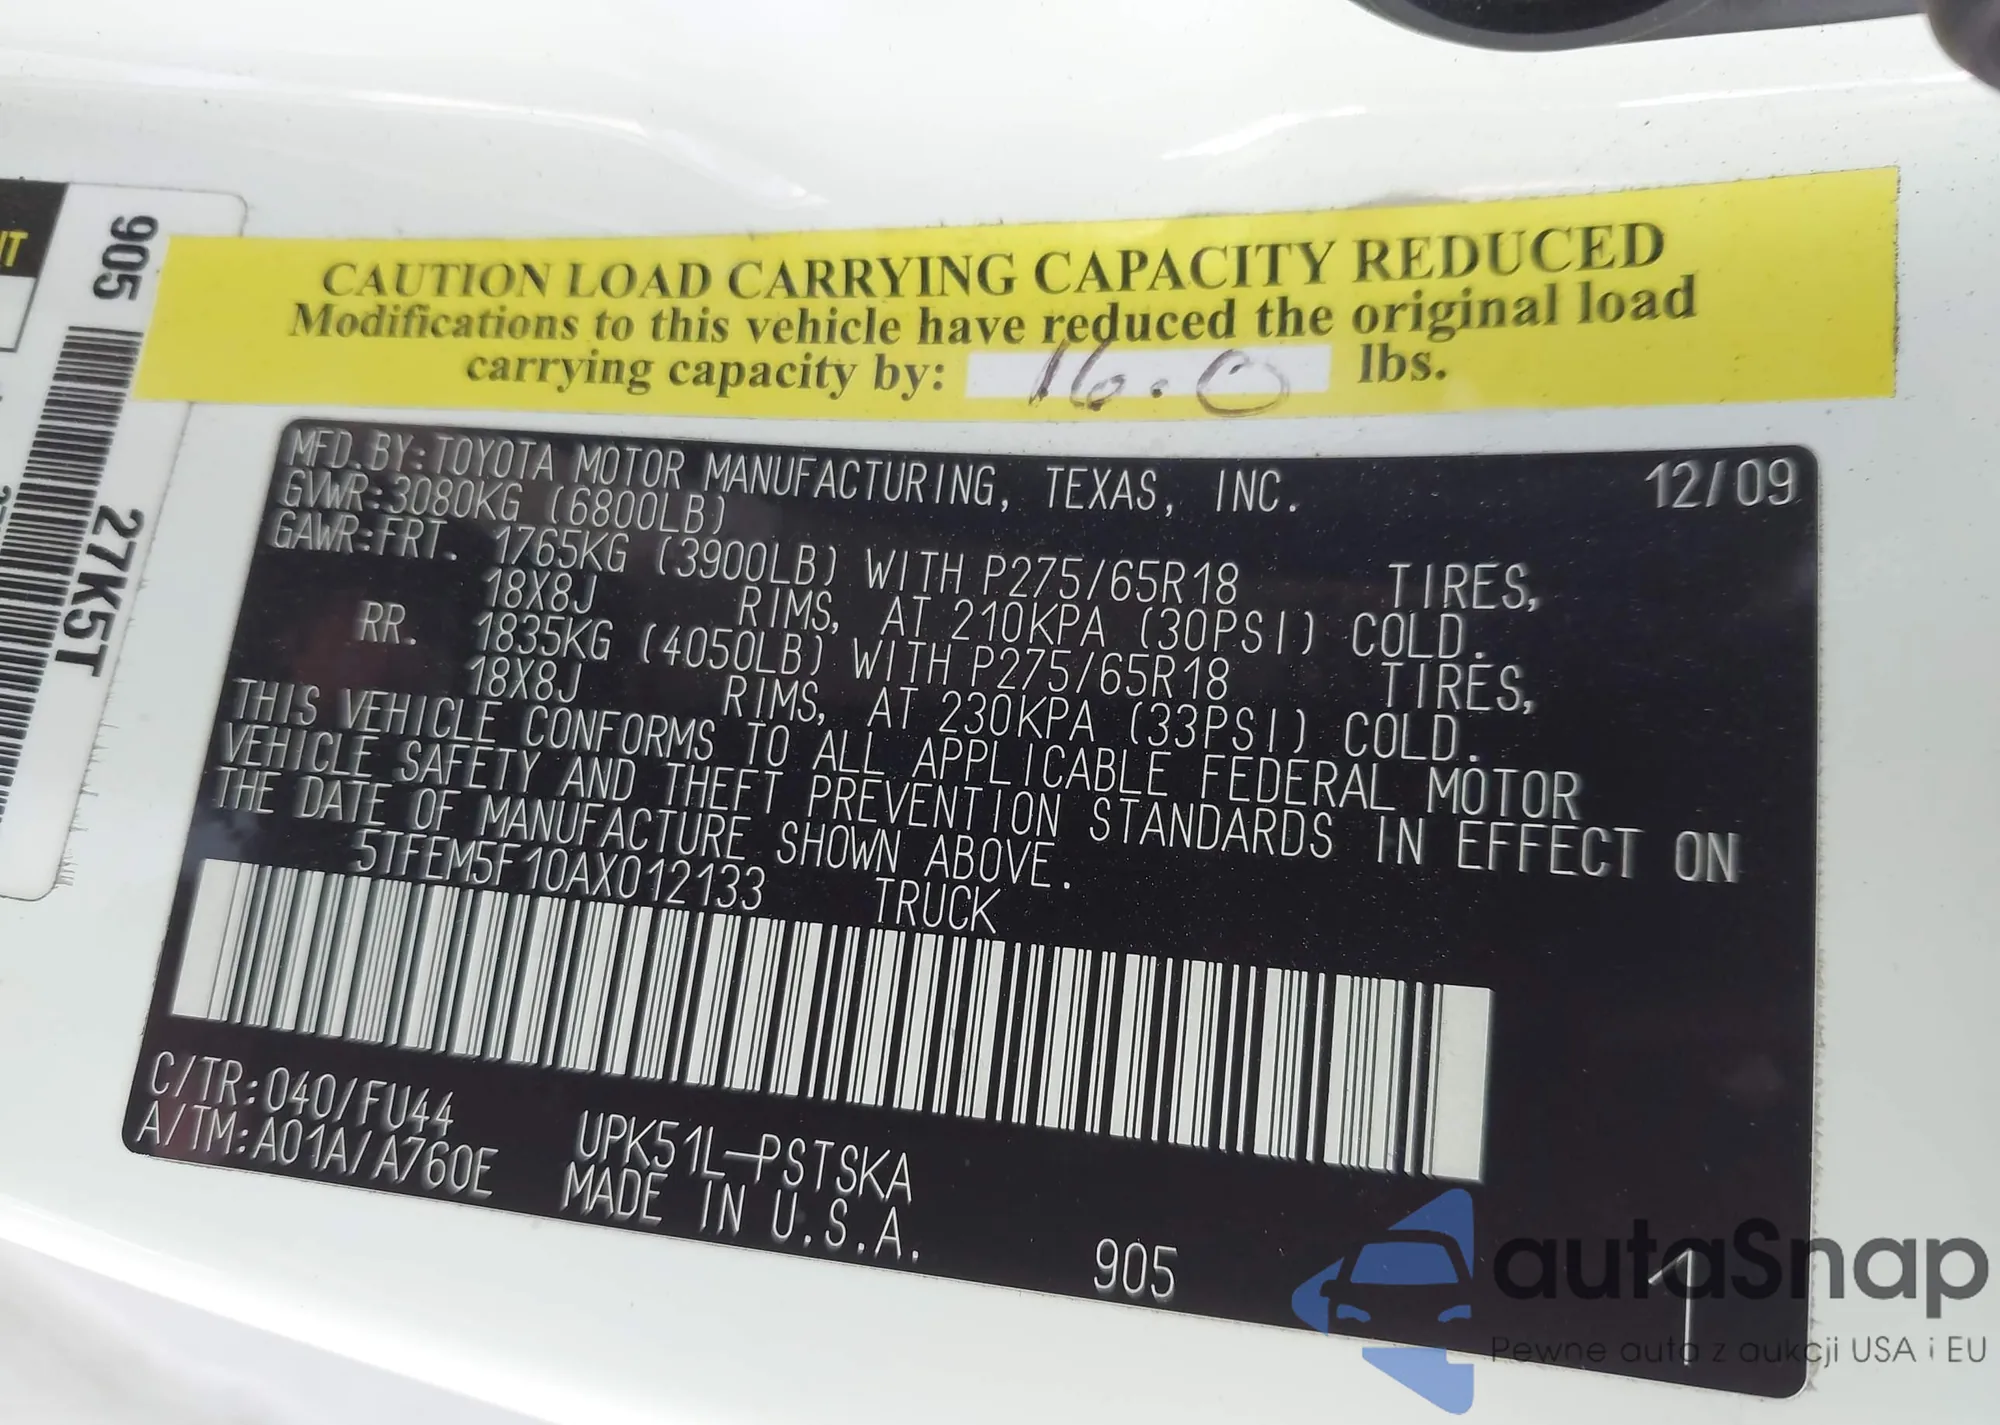 905
27K5T
CAUTION LOAD CARRYING CAPACITY REDUCED
Modifications to this vehicle have reduced the original load
carrying capacity by: 16.0 lbs.
MFD.BY:TOYOTA MOTOR MANUFACTURING, TEXAS, INC. 12/09
GVWR:3080KG (6800LB)
GAWR:FRT. 1765KG (3900LB) WITH P275/65R18 TIRES,
18X8J RIMS, AT 210KPA (30PSI) COLD.
RR. 1835KG (4050LB) WITH P275/65R18 TIRES,
18X8J RIMS, AT 230KPA (33PSI) COLD.
THIS VEHICLE CONFORMS TO ALL APPLICABLE FEDERAL MOTOR
VEHICLE SAFETY AND THEFT PREVENTION STANDARDS IN EFFECT ON
THE DATE OF MANUFACTURE SHOWN ABOVE.
5TFEM5F10AX012133 TRUCK
C/TR:040/FU44
A/TM:A01A/A760E
UPK51L-PSTSKA
MADE IN U.S.A.
905
1
autaSnap
Pewne auta z aukcji USA i EU